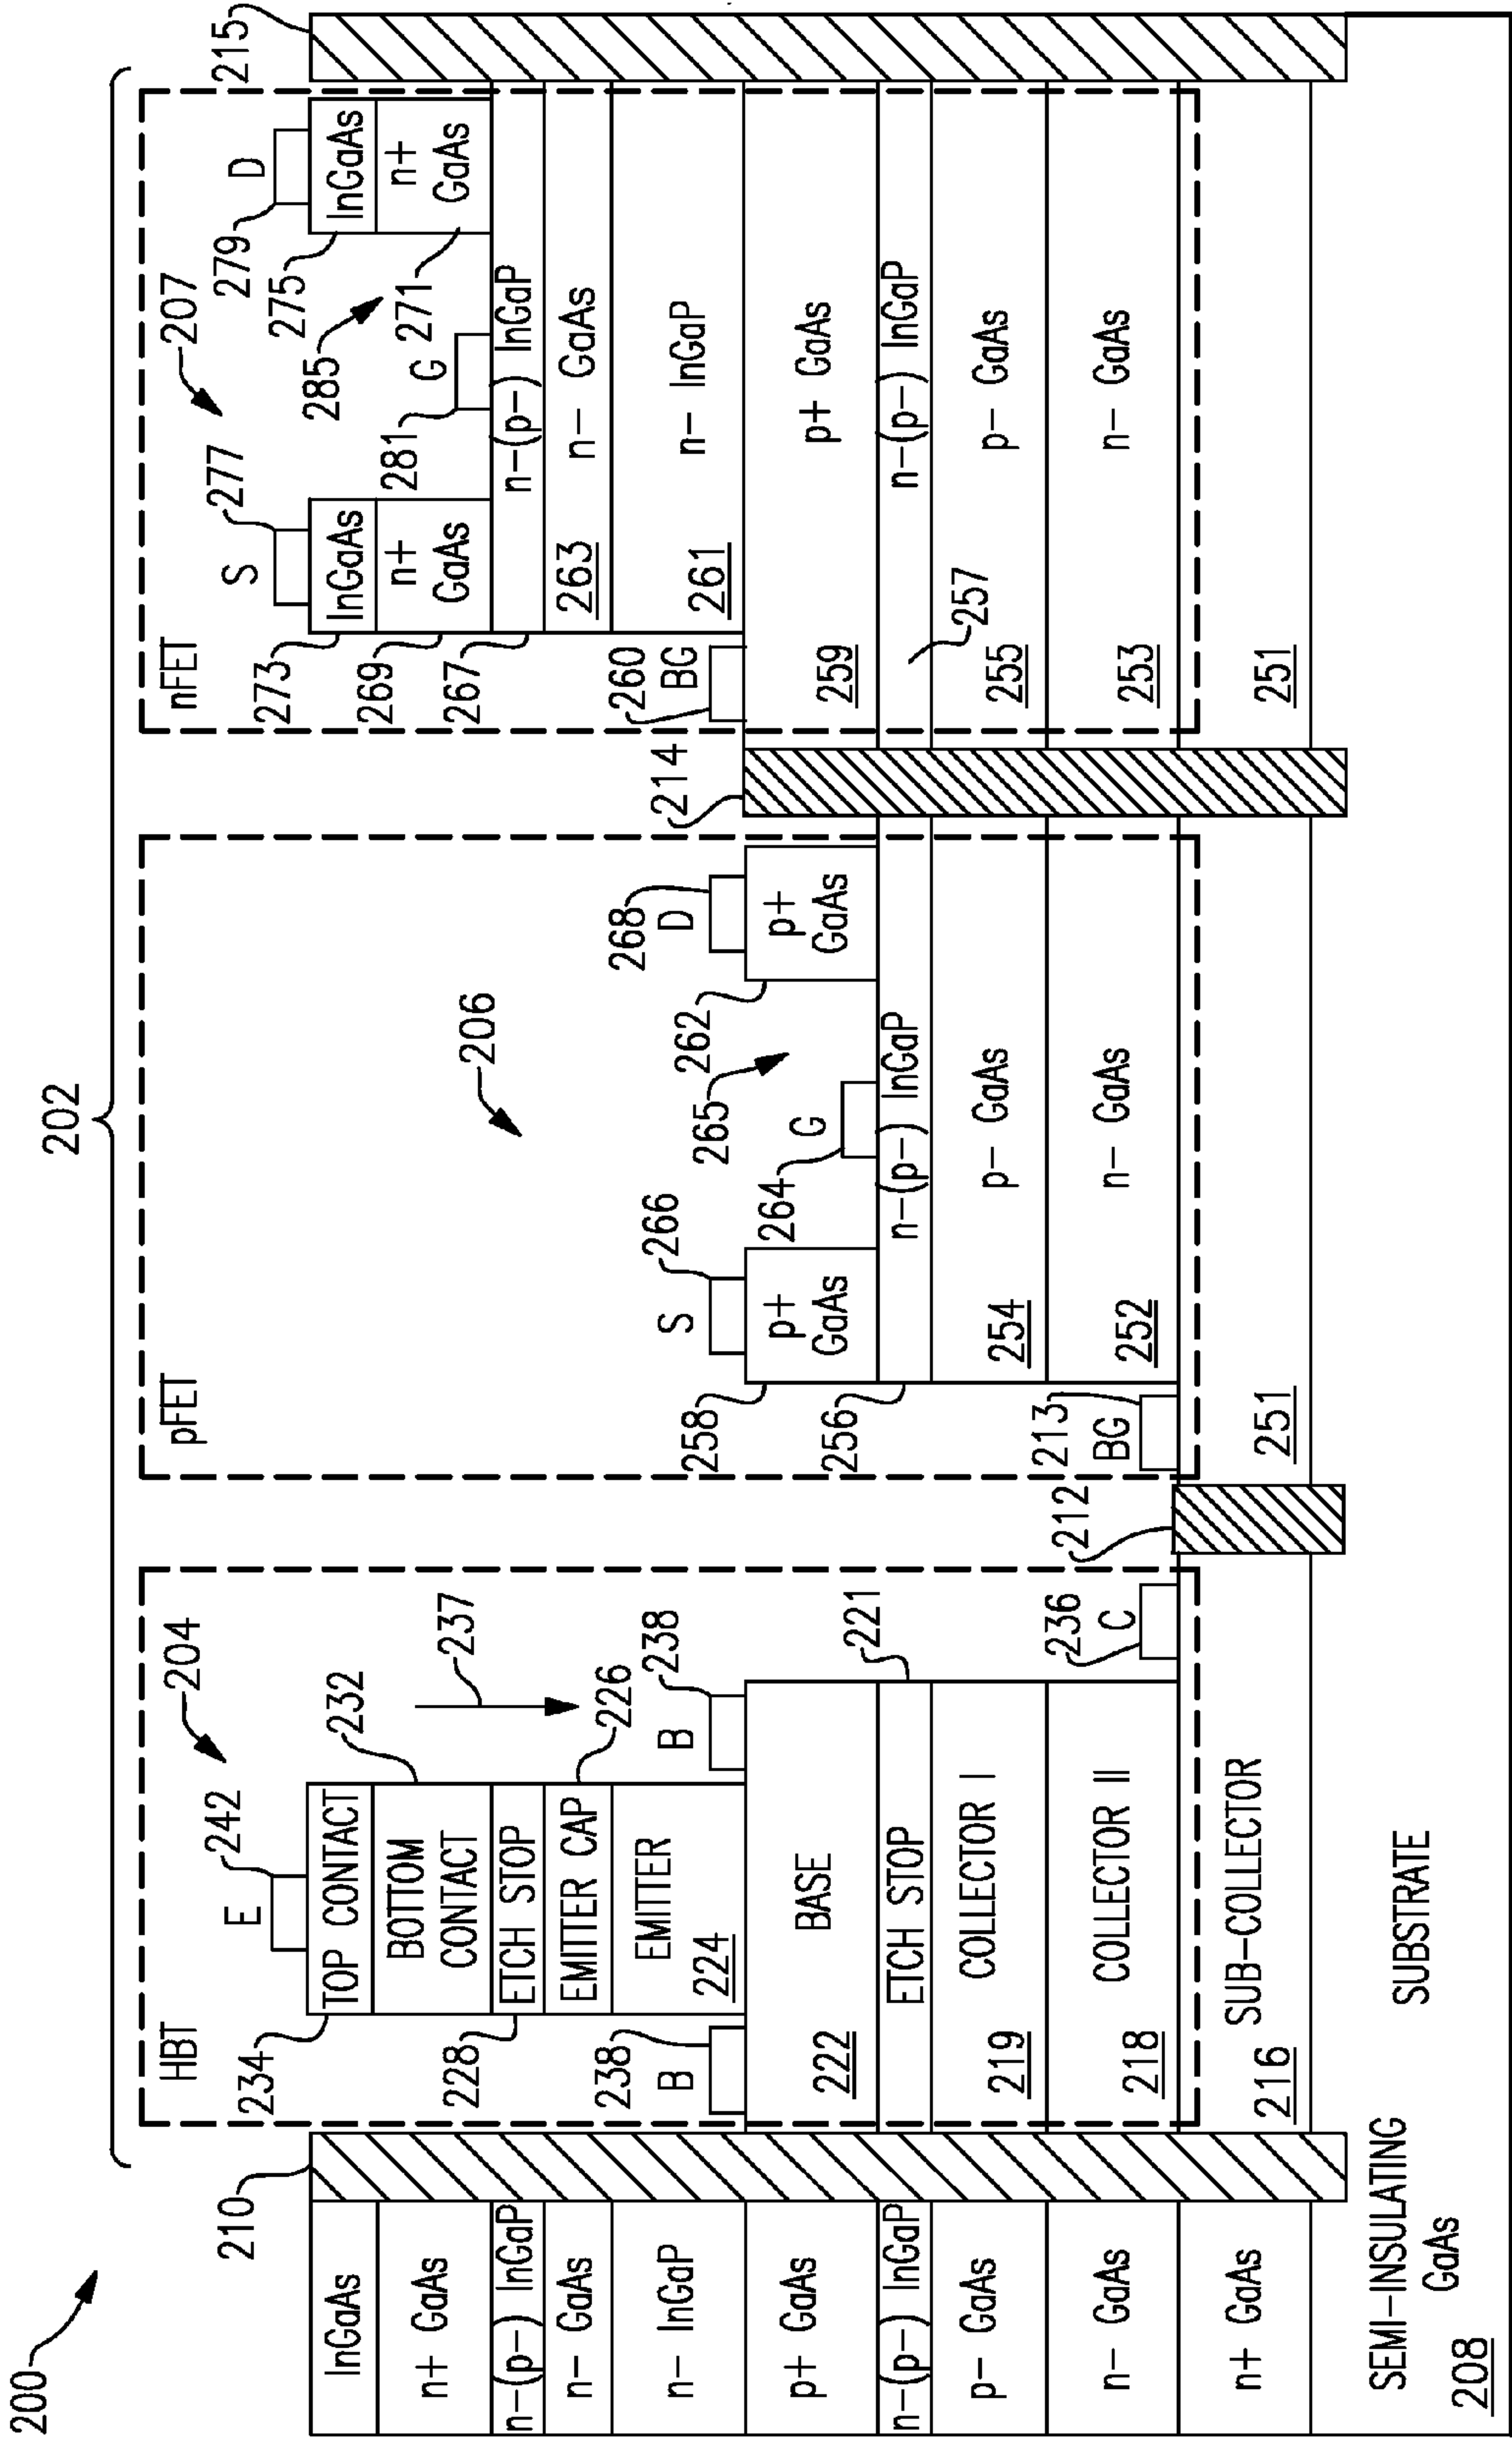 200
202
HBT
204
242
E
234
TOP CONTACT
232
BOTTOM
CONTACT
237
228
ETCH STOP
EMITTER CAP
226
EMITTER
224
238
B
238
B
222
BASE
221
ETCH STOP
219
COLLECTOR I
218
COLLECTOR II
236
C
216
SUB-COLLECTOR
212
pFET
206
266
S
268
D
258
p+
GaAs
264
G
265
262
p+
GaAs
256
n-(p-) InGaP
254
p- GaAs
252
n- GaAs
213
BG
251
214
nFET
207
277
S
279
D
215
273
InGaAs
275
InGaAs
269
n+
GaAs
281
G
285
271
n+
GaAs
267
n-(p-) InGaP
263
n- GaAs
261
n- InGaP
260
BG
259
p+ GaAs
257
n-(p-) InGaP
255
p- GaAs
253
n- GaAs
251
210
InGaAs
n+ GaAs
n-(p-) InGaP
n- GaAs
n- InGaP
p+ GaAs
n-(p-) InGaP
p- GaAs
n- GaAs
n+ GaAs
SEMI-INSULATING
GaAs
SUBSTRATE
208